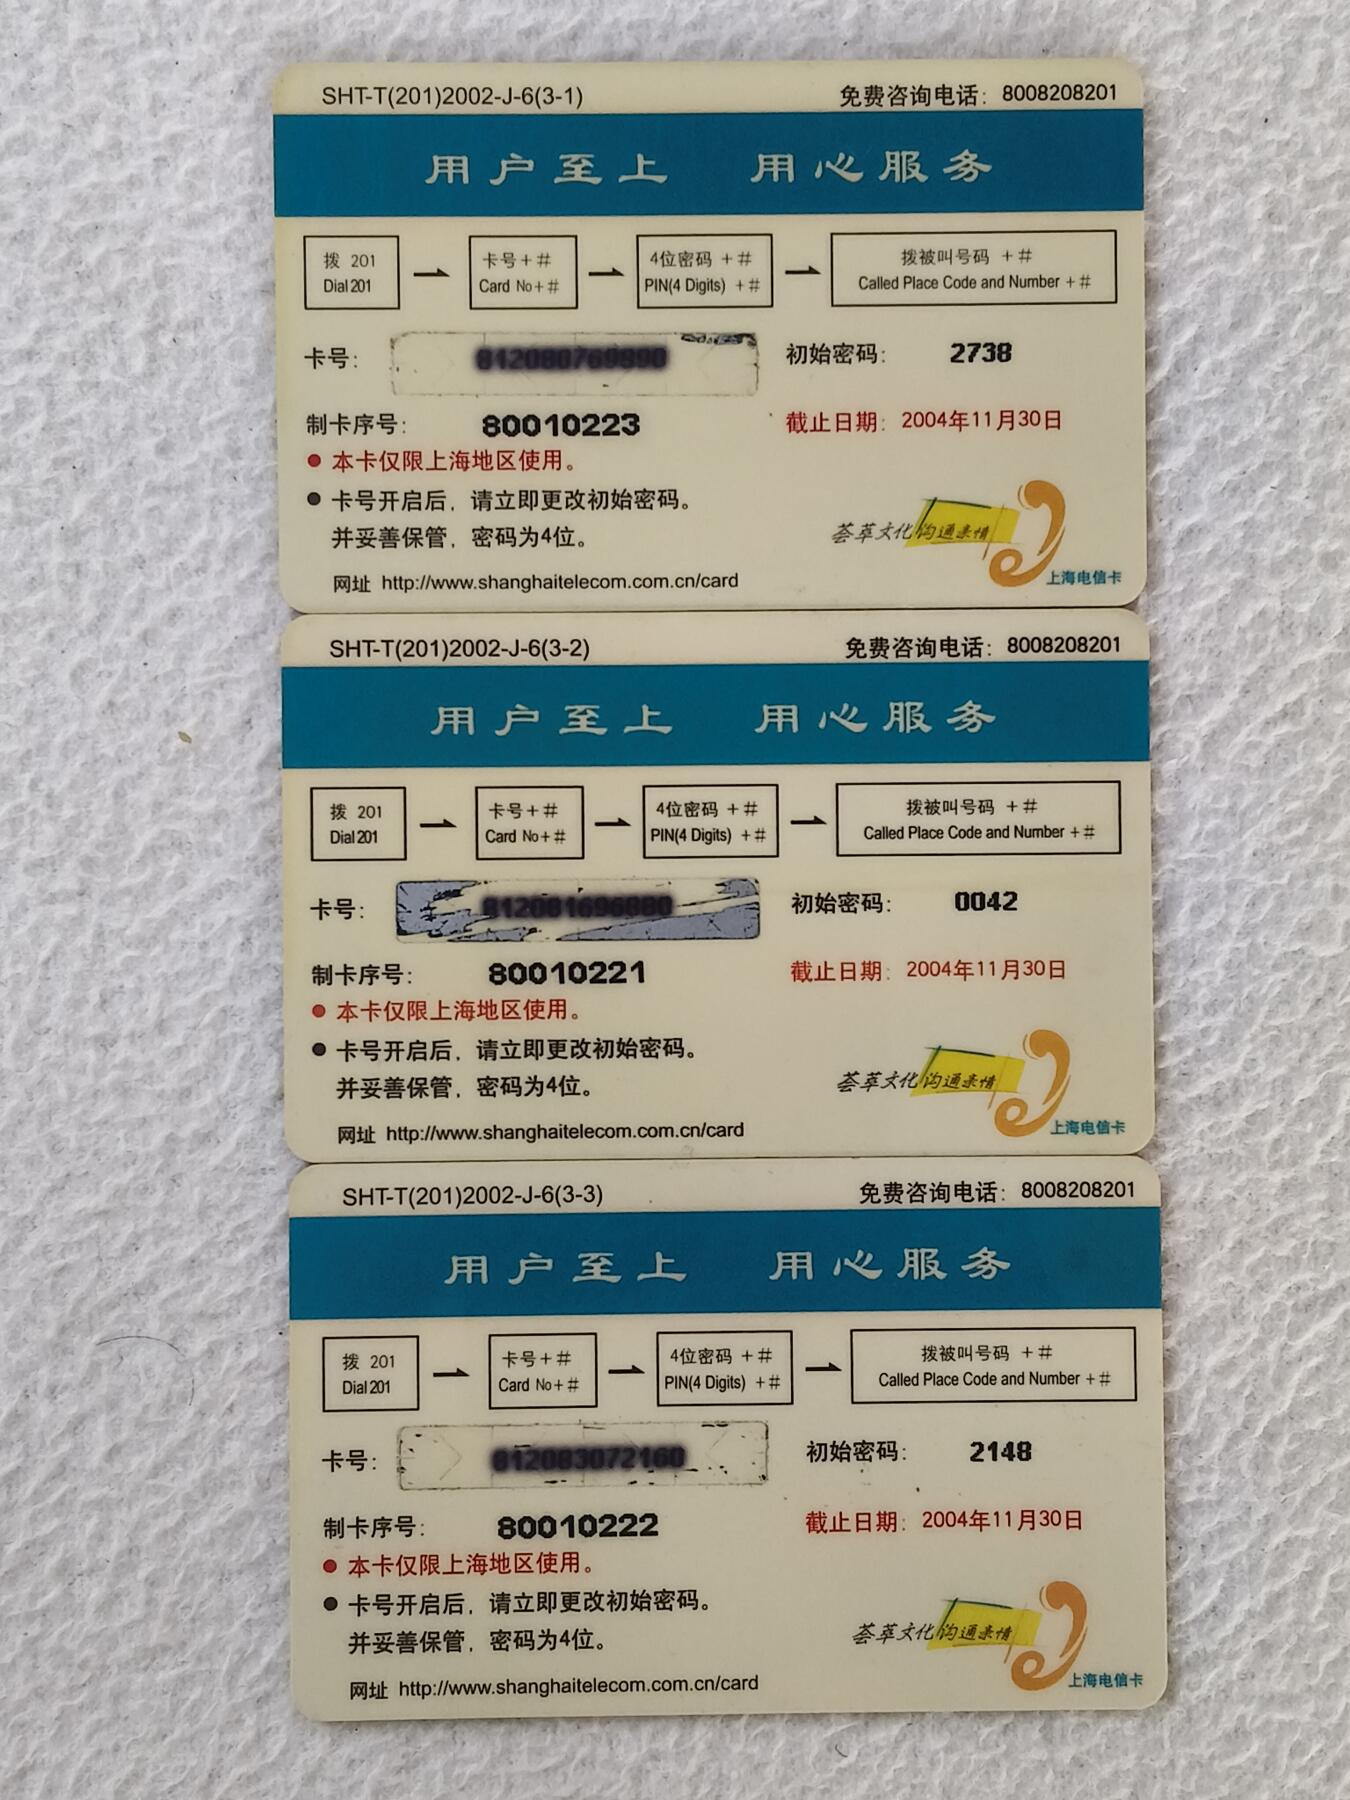 SHT-T(201)2002-J-6(3-1) 免费咨询电话：8008208201
用户至上 用心服务
拨 201 卡号+# 4位密码 +# 拨被叫号码 +#
Dial 201 Card No+# PIN(4 Digits) +# Called Place Code and Number +#
卡号： 初始密码： 2738
制卡序号： 80010223 截止日期：2004年11月30日
●本卡仅限上海地区使用。
●卡号开启后，请立即更改初始密码。
并妥善保管，密码为4位。
荟萃文化 沟通亲情
网址 http://www.shanghaitelecom.com.cn/card 上海电信卡
SHT-T(201)2002-J-6(3-2) 免费咨询电话：8008208201
用户至上 用心服务
拨 201 卡号+# 4位密码 +# 拨被叫号码 +#
Dial 201 Card No+# PIN(4 Digits) +# Called Place Code and Number +#
卡号： 初始密码： 0042
制卡序号： 80010221 截止日期：2004年11月30日
●本卡仅限上海地区使用。
●卡号开启后，请立即更改初始密码。
并妥善保管，密码为4位。
荟萃文化 沟通亲情
网址 http://www.shanghaitelecom.com.cn/card 上海电信卡
SHT-T(201)2002-J-6(3-3) 免费咨询电话：8008208201
用户至上 用心服务
拨 201 卡号+# 4位密码 +# 拨被叫号码 +#
Dial 201 Card No+# PIN(4 Digits) +# Called Place Code and Number +#
卡号： 初始密码： 2148
制卡序号： 80010222 截止日期：2004年11月30日
●本卡仅限上海地区使用。
●卡号开启后，请立即更改初始密码。
并妥善保管，密码为4位。
荟萃文化 沟通亲情
网址 http://www.shanghaitelecom.com.cn/card 上海电信卡